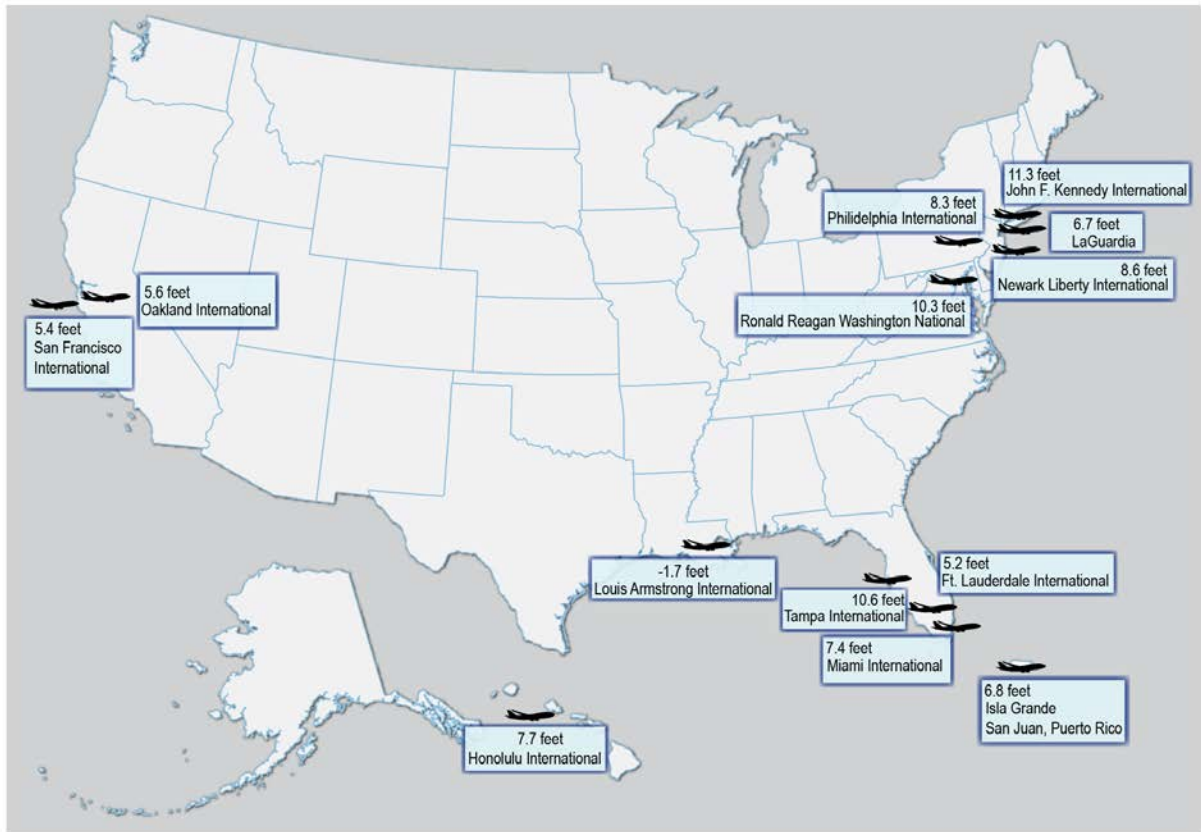 11.3 feet
John F. Kennedy International
8.3 feet
Philidelphia International
6.7 feet
LaGuardia
8.6 feet
Newark Liberty International
10.3 feet
Ronald Reagan Washington National
5.6 feet
Oakland International
5.4 feet
San Francisco
International
-1.7 feet
Louis Armstrong International
5.2 feet
Ft. Lauderdale International
10.6 feet
Tampa International
7.4 feet
Miami International
6.8 feet
Isla Grande
San Juan, Puerto Rico
7.7 feet
Honolulu International